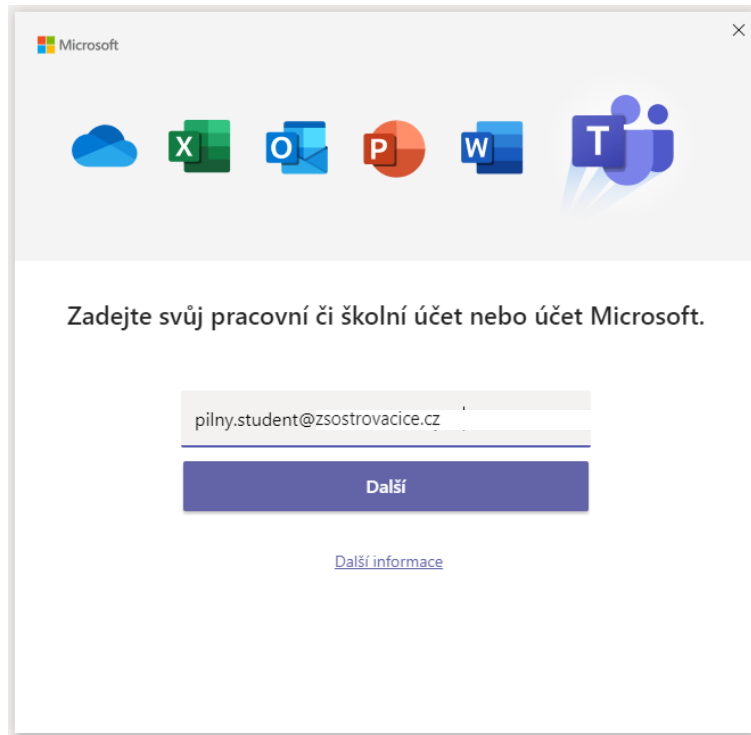 Microsoft
Zadejte svůj pracovní či školní účet nebo účet Microsoft.
pilny.student@zsostrovacice.cz
Další
Další informace